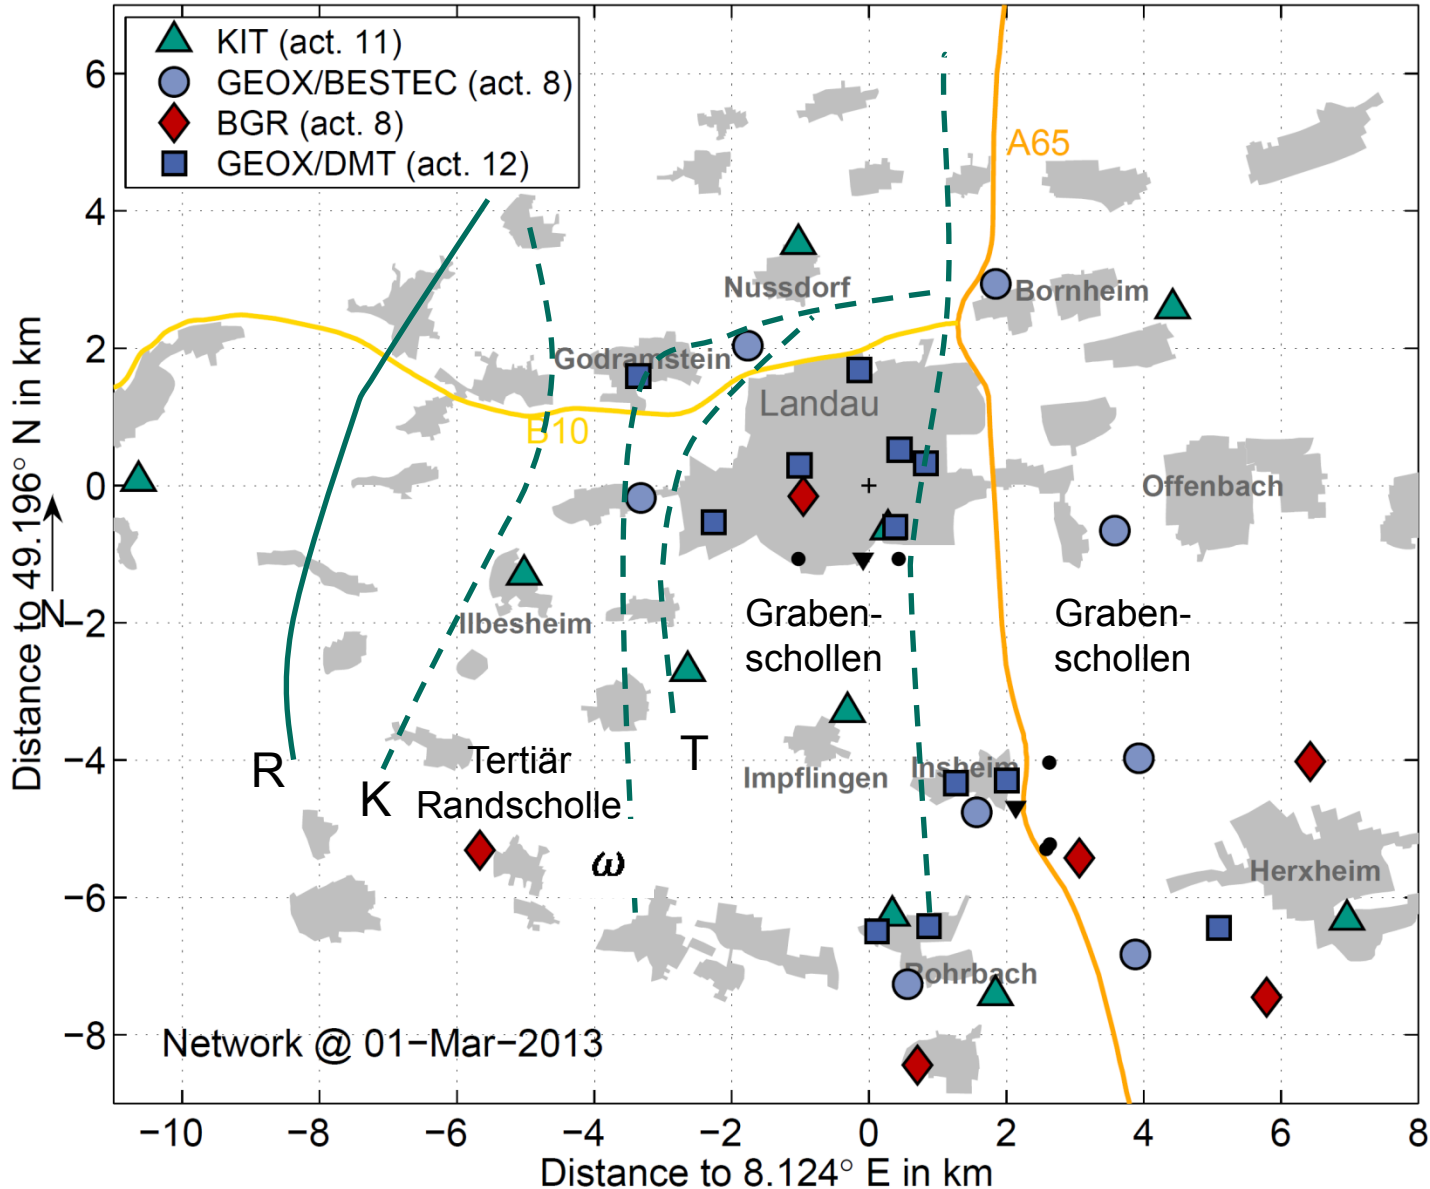 KIT (act. 11)
GEOX/BESTEC (act. 8)
BGR (act. 8)
GEOX/DMT (act. 12)
A65
Nussdorf
Bornheim
Godramstein
Landau
B10
Offenbach
Ilbesheim
Graben-
schollen
Graben-
schollen
R
K
T
Tertiär
Randscholle
Impflingen
Insheim
ω
Herxheim
Rohrbach
Network @ 01−Mar−2013
6
4
2
0
−2
−4
−6
−8
−10
−8
−6
−4
−2
0
2
4
6
8
Distance to 8.124° E in km
Distance to 49.196° N in km
N